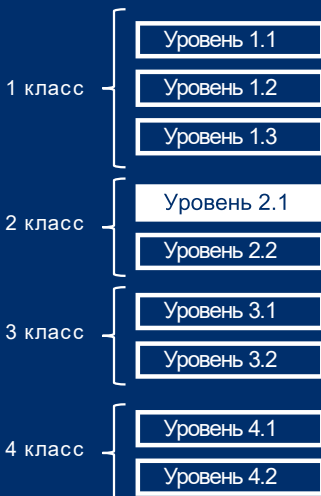 1 класс
Уровень 1.1
Уровень 1.2
Уровень 1.3
2 класс
Уровень 2.1
Уровень 2.2
3 класс
Уровень 3.1
Уровень 3.2
4 класс
Уровень 4.1
Уровень 4.2